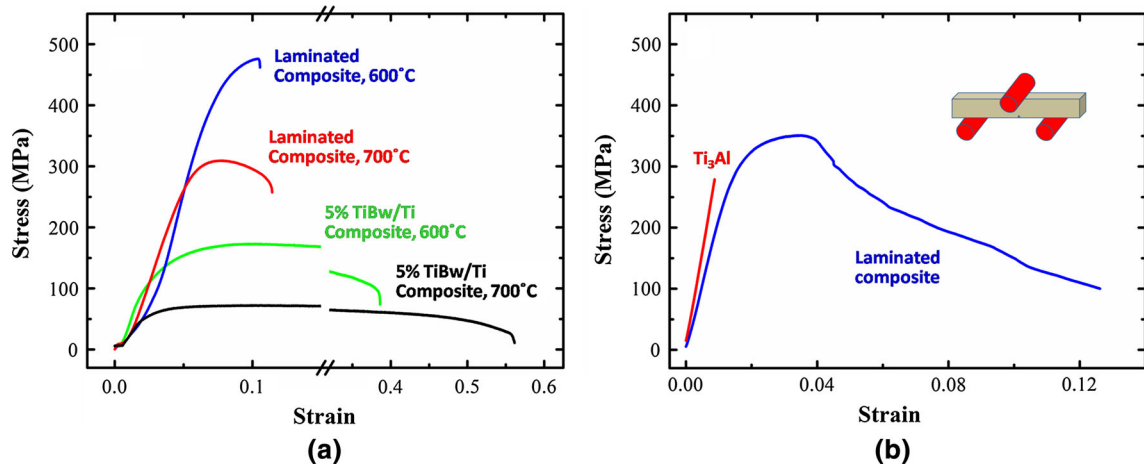 500
400
300
200
100
0
Stress (MPa)
Laminated
Composite, 600°C
Laminated
Composite, 700°C
5% TiBw/Ti
Composite, 600°C
5% TiBw/Ti
Composite, 700°C
0.0
0.1
0.4
0.5
0.6
Strain
(a)
500
400
300
200
100
0
Stress (MPa)
Ti₃Al
Laminated
composite
0.00
0.04
0.08
0.12
Strain
(b)